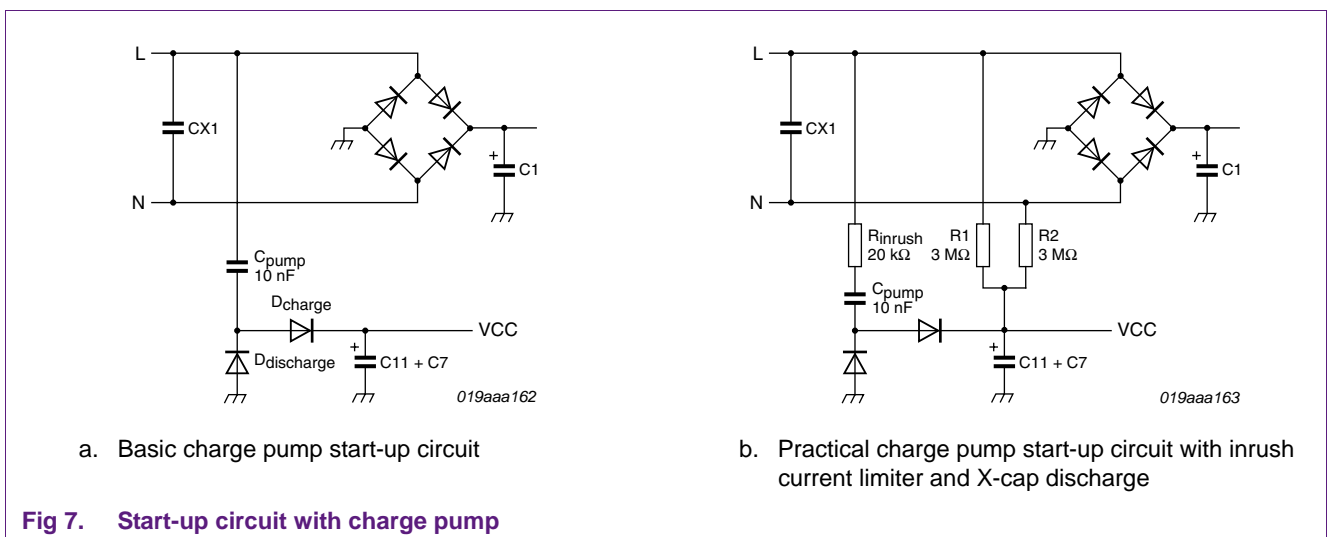 L
CX1
N
+
C1
Cpump
10 nF
Dcharge
VCC
Ddischarge
+
C11 + C7
019aaa162
a. Basic charge pump start-up circuit
L
CX1
N
+
C1
Rinrush
20 kΩ
R1
3 MΩ
R2
3 MΩ
Cpump
10 nF
VCC
+
C11 + C7
019aaa163
b. Practical charge pump start-up circuit with inrush
current limiter and X-cap discharge
Fig 7. Start-up circuit with charge pump